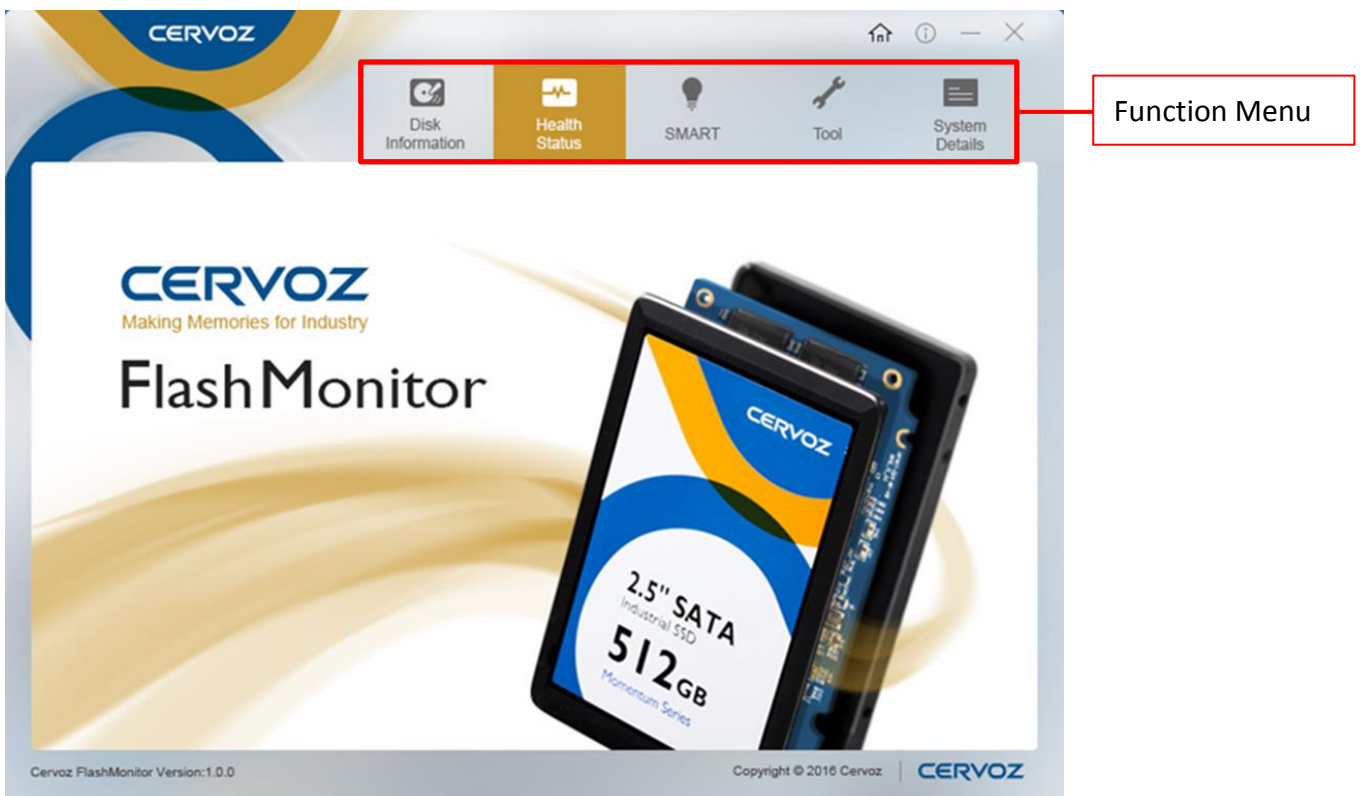 CERVOZ
Disk
Information
Health
Status
SMART
Tool
System
Details
Function Menu
CERVOZ
Making Memories for Industry
FlashMonitor
CERVOZ
2.5" SATA
Industrial SSD
512GB
Momentum Series
Cervoz FlashMonitor Version:1.0.0
Copyright © 2016 Cervoz
CERVOZ